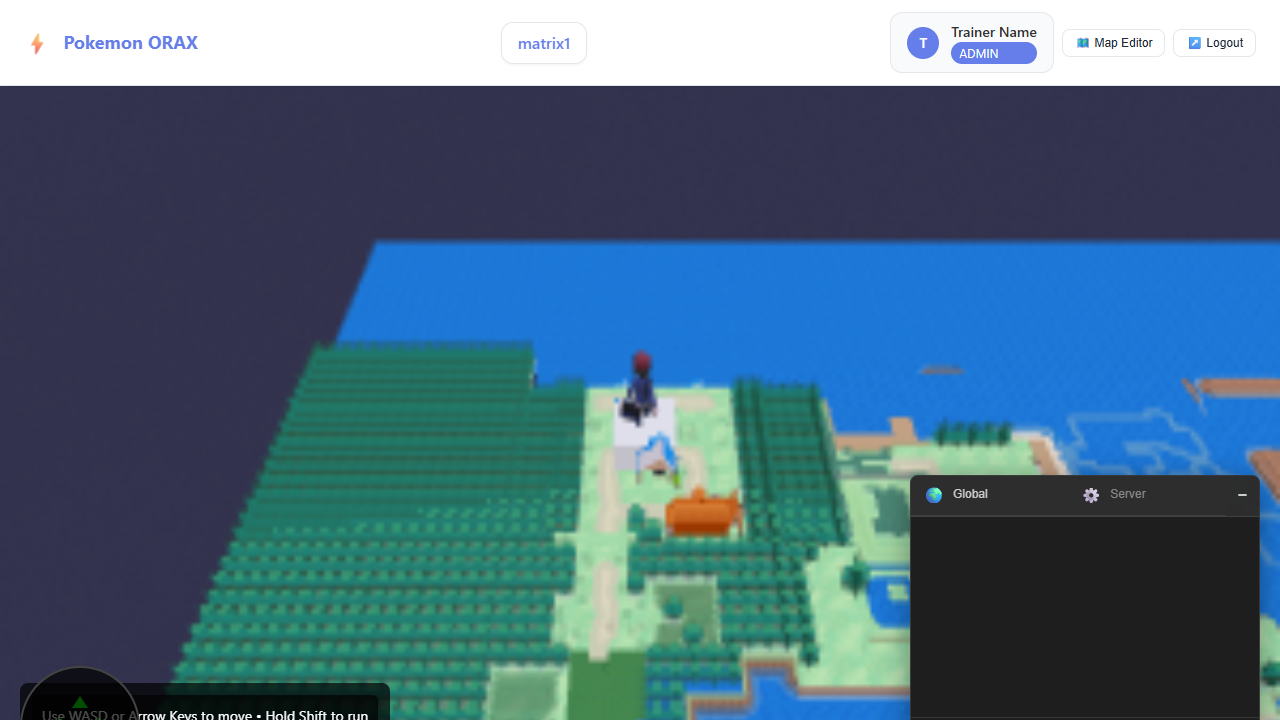 Pokemon ORAX
matrix1
T
Trainer Name
ADMIN
Map Editor
Logout
Global
Server
Use WASD or Arrow Keys to move • Hold Shift to run